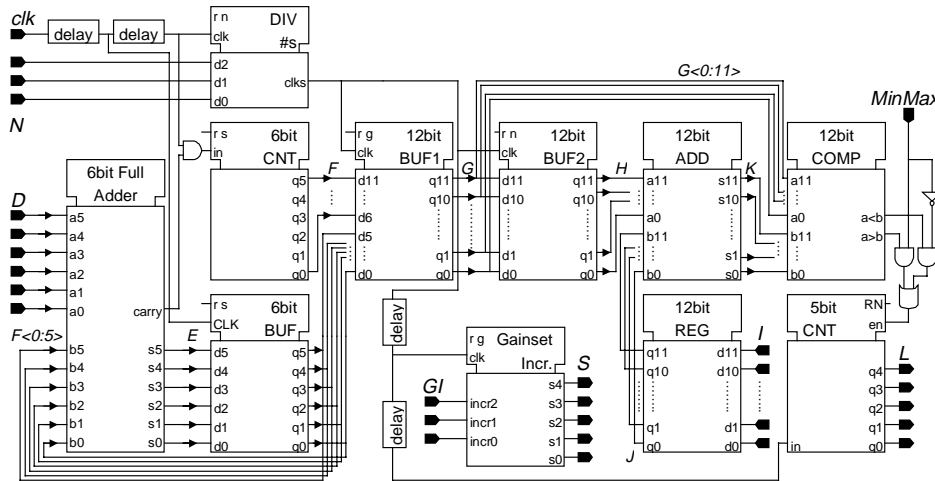 clk
delay
delay
r n
DIV
clk
#s
d2
d1
d0
clks
N
G<0:11>
MinMax
r s
6bit
in
CNT
q5
q4
q3
q2
q1
q0
F
r g
12bit
clk
BUF1
d11
d6
d5
d0
q11
q10
q1
q0
G
r n
12bit
clk
BUF2
d11
d10
d1
d0
q11
q10
q1
q0
H
12bit
ADD
a11
a0
b11
b0
s11
s10
s1
s0
K
12bit
COMP
a11
a0
b11
b0
a<b
a>b
6bit Full
Adder
D
a5
a4
a3
a2
a1
a0
carry
F<0:5>
b5
b4
b3
b2
b1
b0
s5
s4
s3
s2
s1
s0
E
r s
6bit
CLK
BUF
d5
d4
d3
d2
d1
d0
q5
q4
q3
q2
q1
q0
delay
delay
r g
Gainset
clk
Incr.
GI
incr2
incr1
incr0
s4
s3
s2
s1
s0
S
12bit
REG
q11
q10
q1
q0
d11
d10
d1
d0
I
J
5bit
RN
CNT
en
in
q4
q3
q2
q1
q0
L